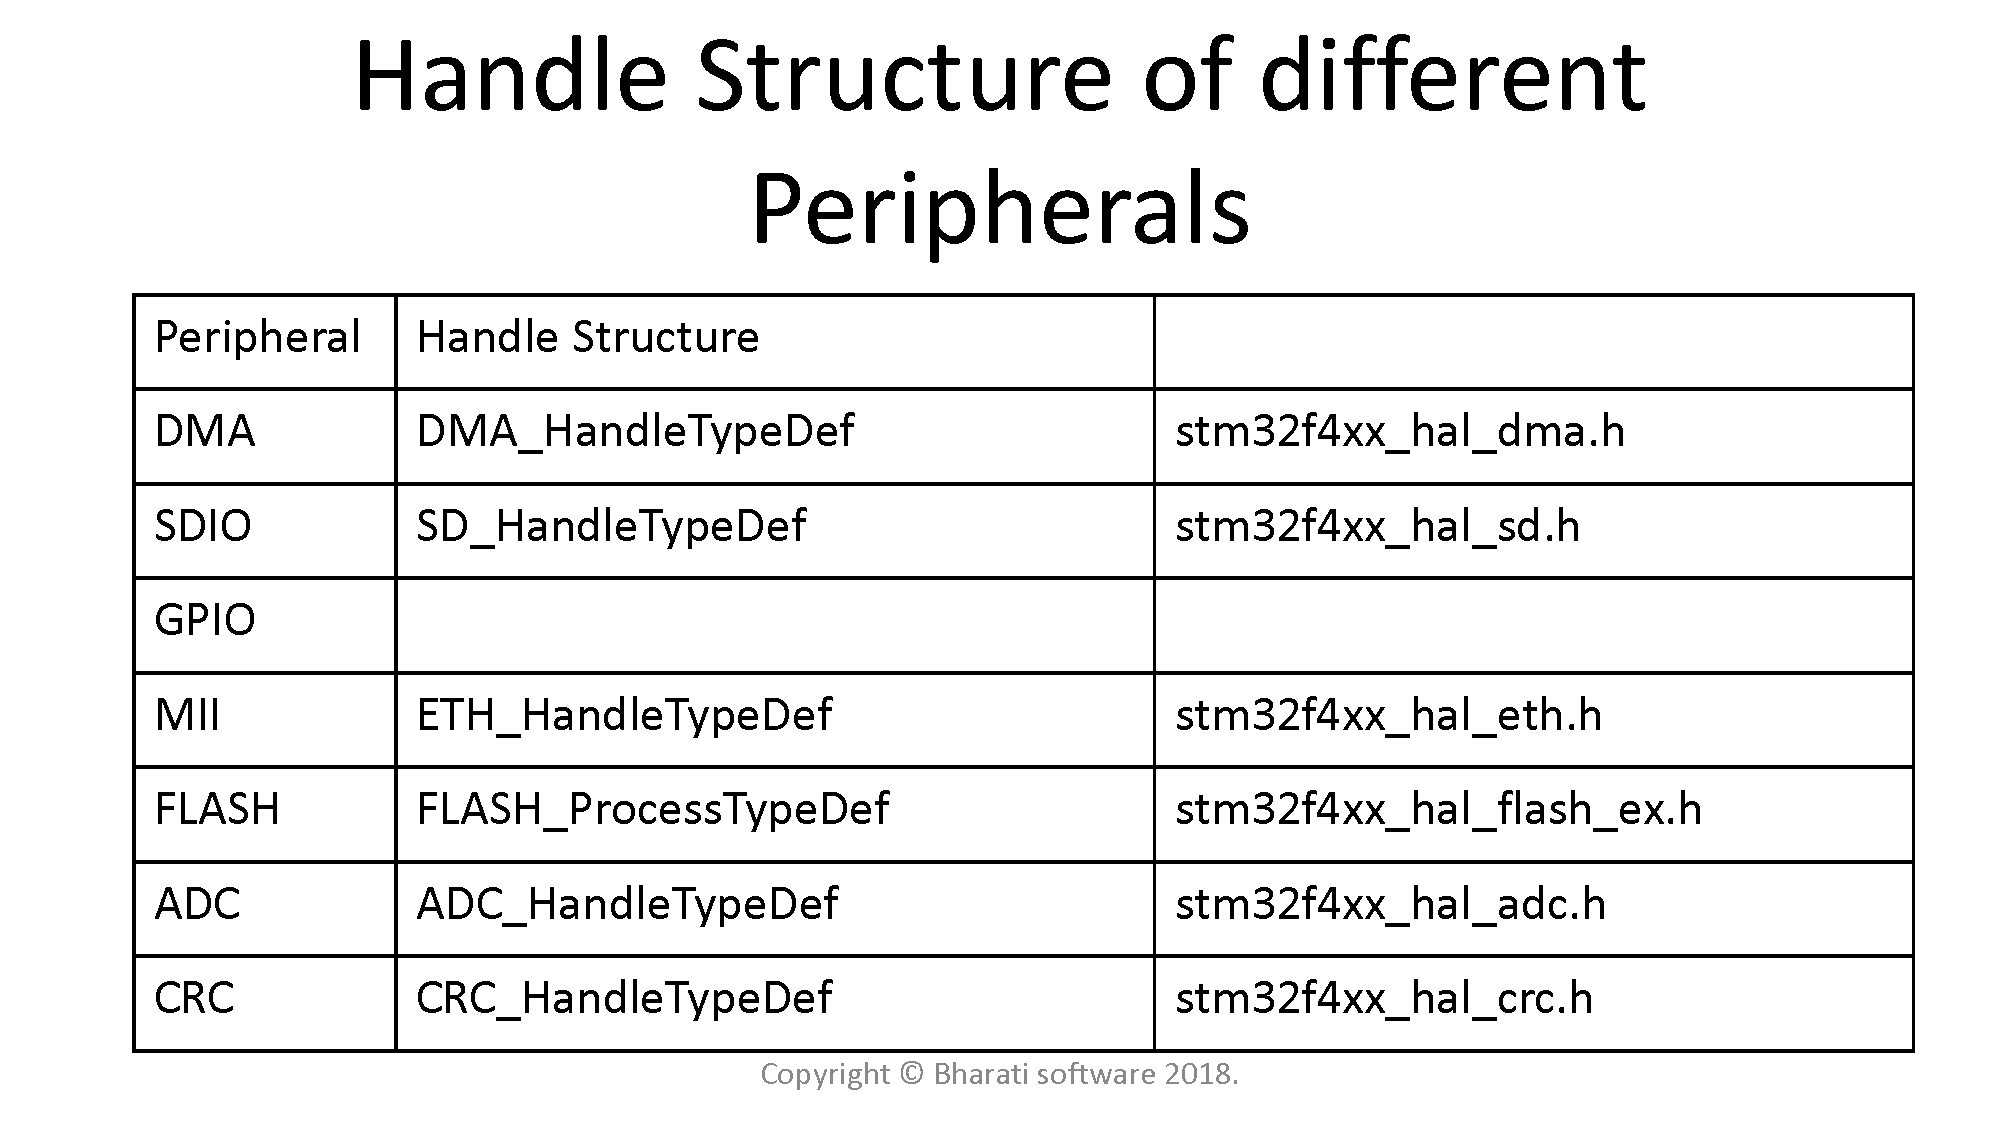 Handle Structure of different
Peripherals
Peripheral Handle Structure
DMA DMA_HandleTypeDef stm32f4xx_hal_dma.h
SDIO SD_HandleTypeDef stm32f4xx_hal_sd.h
GPIO
MII ETH_HandleTypeDef stm32f4xx_hal_eth.h
FLASH FLASH_ProcessTypeDef stm32f4xx_hal_flash_ex.h
ADC ADC_HandleTypeDef stm32f4xx_hal_adc.h
CRC CRC_HandleTypeDef stm32f4xx_hal_crc.h
Copyright © Bharati software 2018.